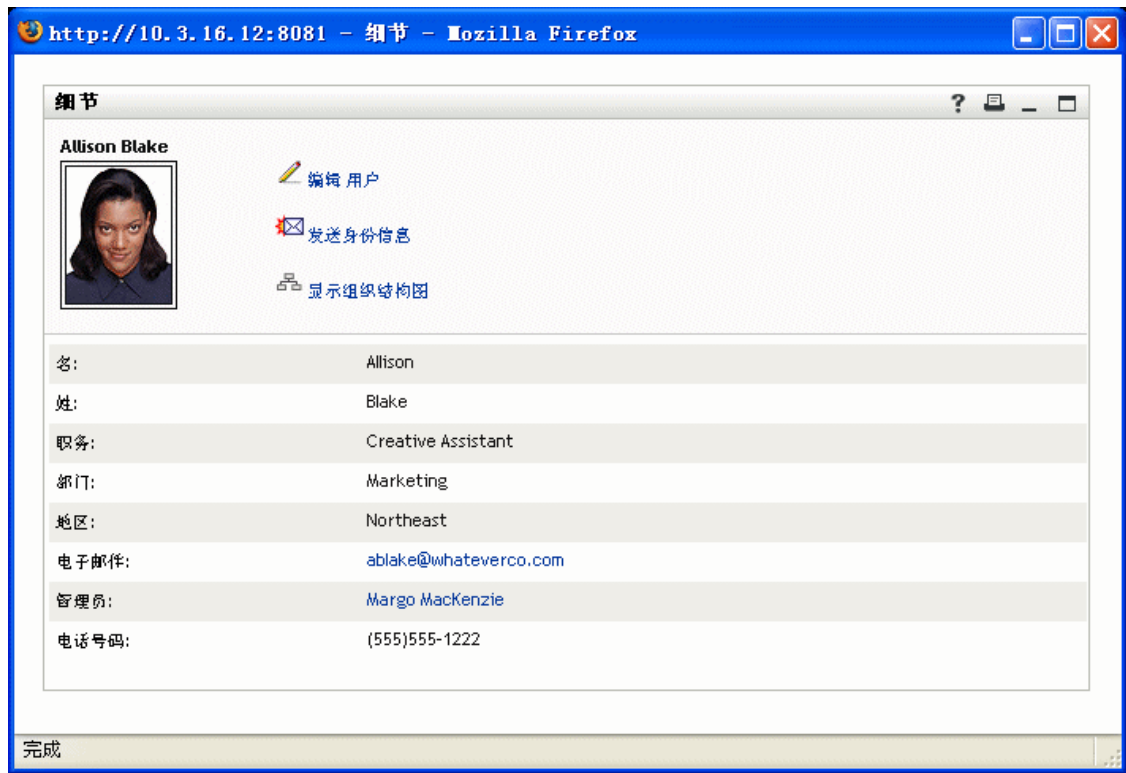 http://10.3.16.12:8081 - 细节 - Mozilla Firefox
细节
Allison Blake
编辑 用户
发送身份信息
显示组织结构图
名: Allison
姓: Blake
职务: Creative Assistant
部门: Marketing
地区: Northeast
电子邮件: ablake@whateverco.com
管理员: Margo MacKenzie
电话号码: (555)555-1222
完成